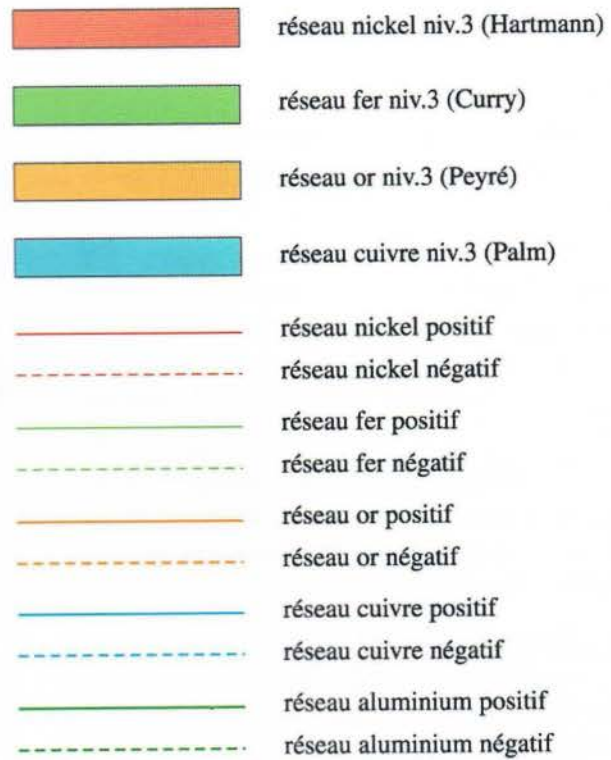 réseau nickel niv.3 (Hartmann)
réseau fer niv.3 (Curry)
réseau or niv.3 (Peyré)
réseau cuivre niv.3 (Palm)
réseau nickel positif
réseau nickel négatif
réseau fer positif
réseau fer négatif
réseau or positif
réseau or négatif
réseau cuivre positif
réseau cuivre négatif
réseau aluminium positif
réseau aluminium négatif